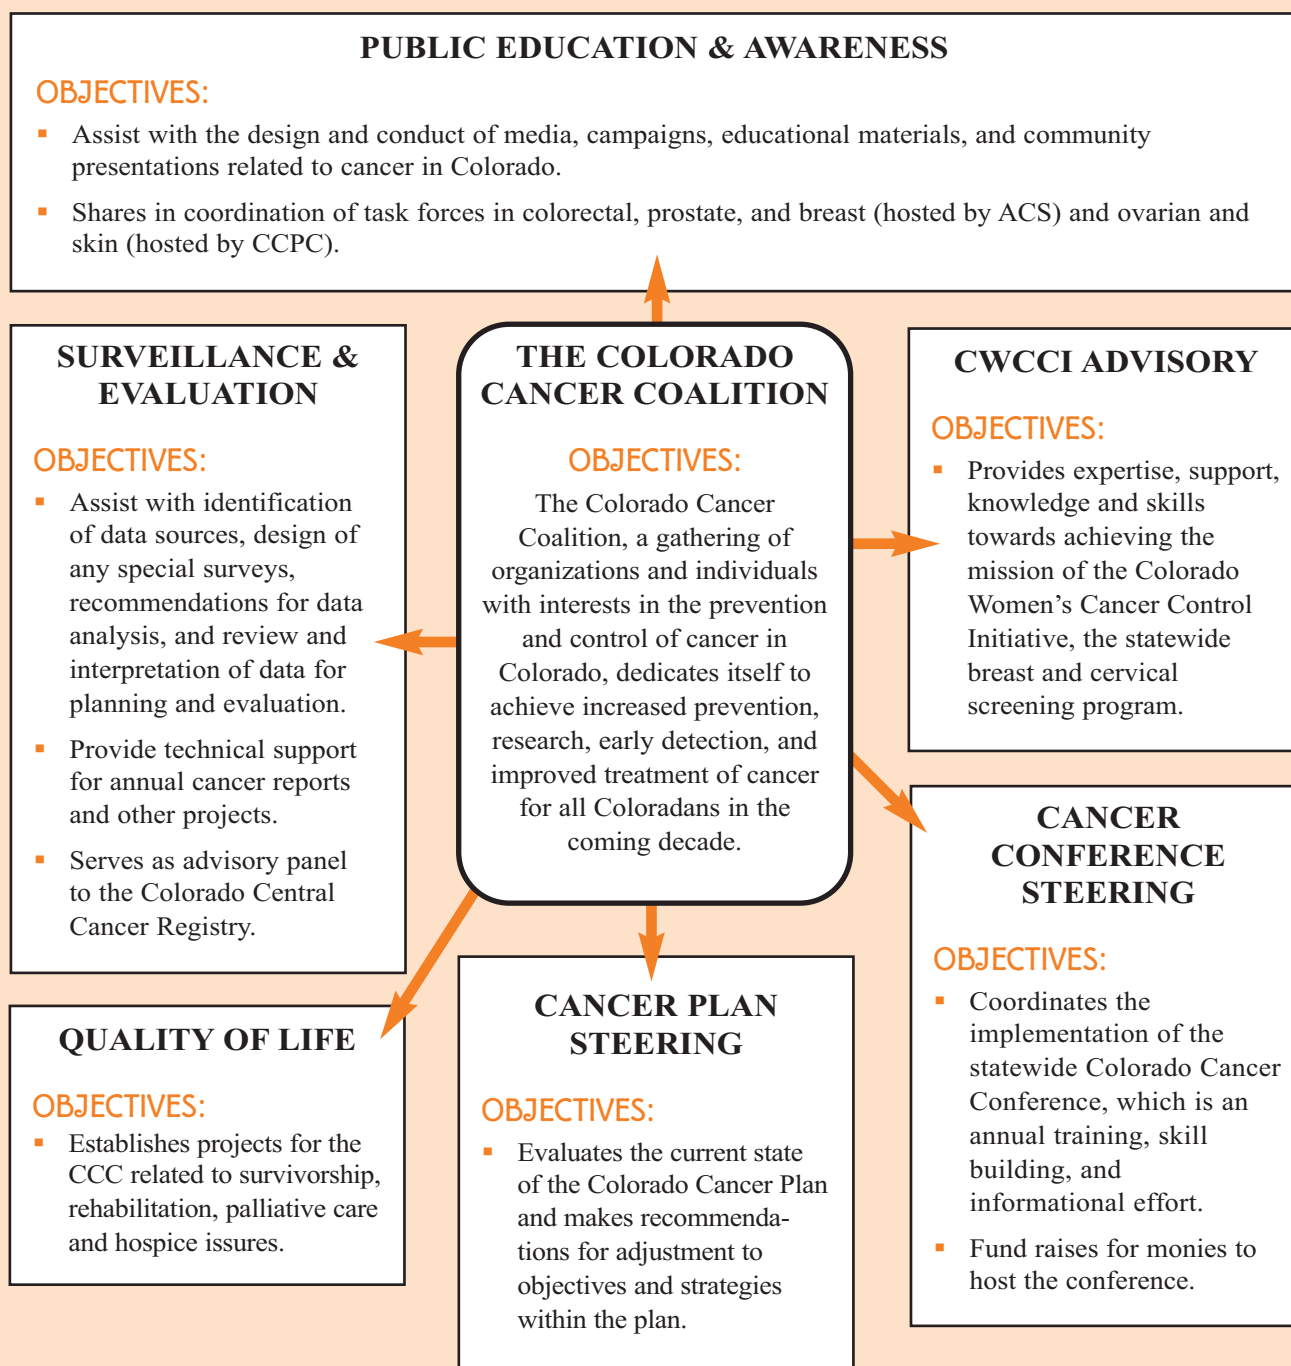 PUBLIC EDUCATION & AWARENESS
OBJECTIVES:
▪ Assist with the design and conduct of media, campaigns, educational materials, and community
presentations related to cancer in Colorado.
▪ Shares in coordination of task forces in colorectal, prostate, and breast (hosted by ACS) and ovarian and
skin (hosted by CCPC).
SURVEILLANCE &
EVALUATION
OBJECTIVES:
▪ Assist with identification
of data sources, design of
any special surveys,
recommendations for data
analysis, and review and
interpretation of data for
planning and evaluation.
▪ Provide technical support
for annual cancer reports
and other projects.
▪ Serves as advisory panel
to the Colorado Central
Cancer Registry.
THE COLORADO
CANCER COALITION
OBJECTIVES:
The Colorado Cancer
Coalition, a gathering of
organizations and individuals
with interests in the prevention
and control of cancer in
Colorado, dedicates itself to
achieve increased prevention,
research, early detection, and
improved treatment of cancer
for all Coloradans in the
coming decade.
CWCCI ADVISORY
OBJECTIVES:
▪ Provides expertise, support,
knowledge and skills
towards achieving the
mission of the Colorado
Women’s Cancer Control
Initiative, the statewide
breast and cervical
screening program.
QUALITY OF LIFE
OBJECTIVES:
▪ Establishes projects for the
CCC related to survivorship,
rehabilitation, palliative care
and hospice issures.
CANCER PLAN
STEERING
OBJECTIVES:
▪ Evaluates the current state
of the Colorado Cancer Plan
and makes recommenda-
tions for adjustment to
objectives and strategies
within the plan.
CANCER
CONFERENCE
STEERING
OBJECTIVES:
▪ Coordinates the
implementation of the
statewide Colorado Cancer
Conference, which is an
annual training, skill
building, and
informational effort.
▪ Fund raises for monies to
host the conference.